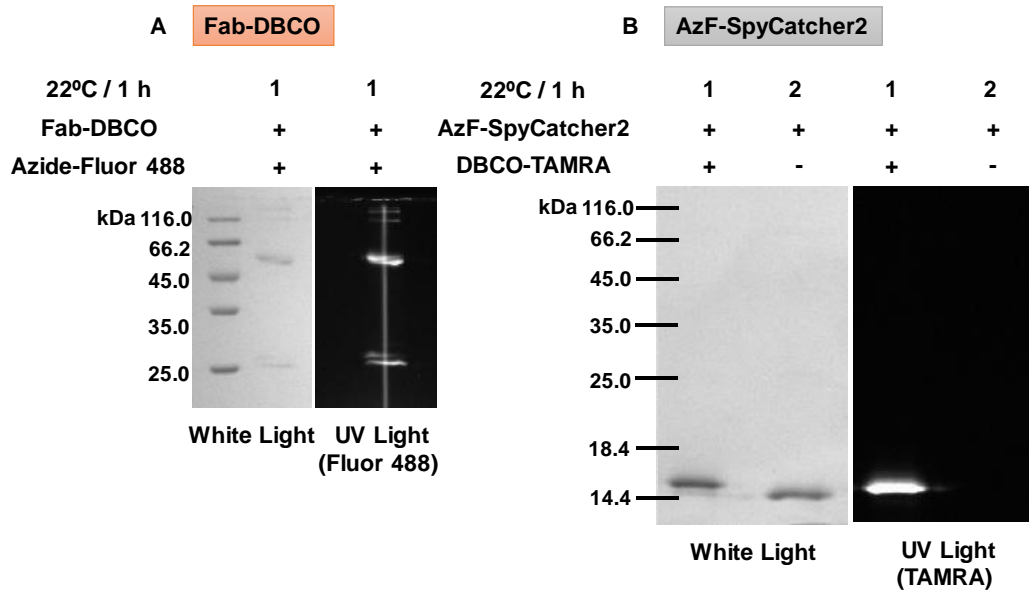 A Fab-DBCO
22ºC / 1 h 1 1
Fab-DBCO + +
Azide-Fluor 488 + +
kDa 116.0
66.2
45.0
35.0
25.0
White Light UV Light
(Fluor 488)
B AzF-SpyCatcher2
22ºC / 1 h 1 2 1 2
AzF-SpyCatcher2 + + + +
DBCO-TAMRA + - + -
kDa 116.0
66.2
45.0
35.0
25.0
18.4
14.4
White Light UV Light
(TAMRA)